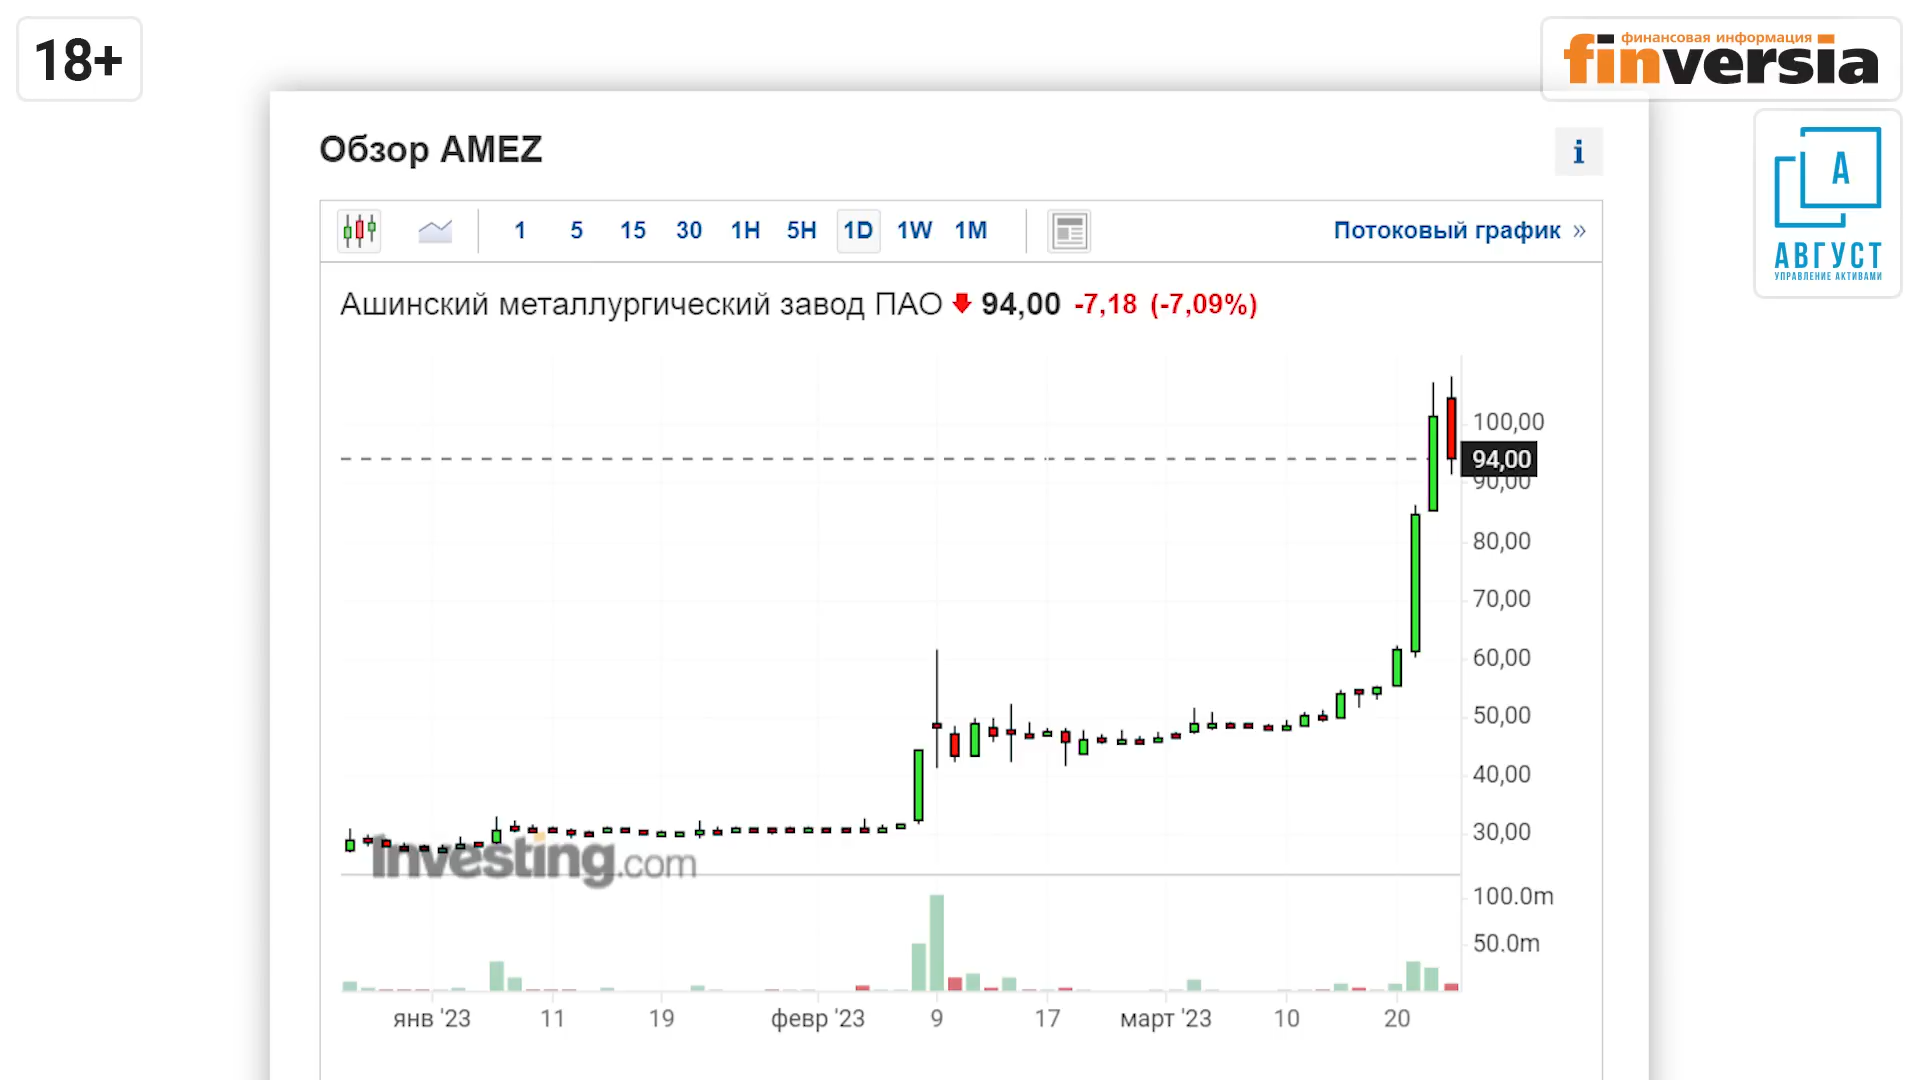 18+
финансовая информация
finversia
А
АВГУСТ
УПРАВЛЕНИЕ АКТИВАМИ
Обзор AMEZ
i
1 5 15 30 1H 5H 1D 1W 1M
Потоковый график »
Ашинский металлургический завод ПАО 94,00 -7,18 (-7,09%)
100,00
94,00
90,00
80,00
70,00
60,00
50,00
40,00
30,00
Investing.com
100.0m
50.0m
янв '23 11 19 февр '23 9 17 март '23 10 20